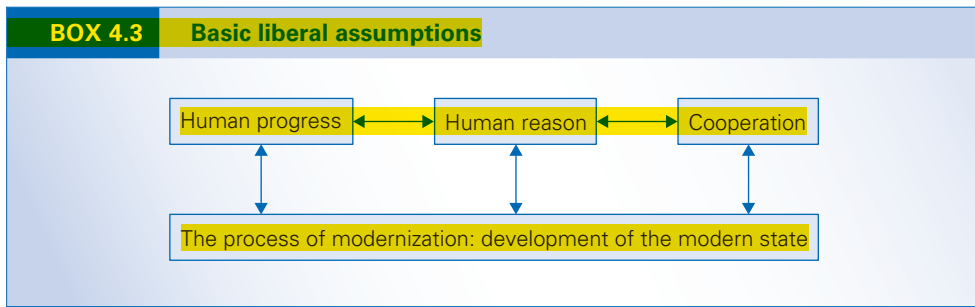 BOX 4.3 Basic liberal assumptions
Human progress Human reason Cooperation
The process of modernization: development of the modern state